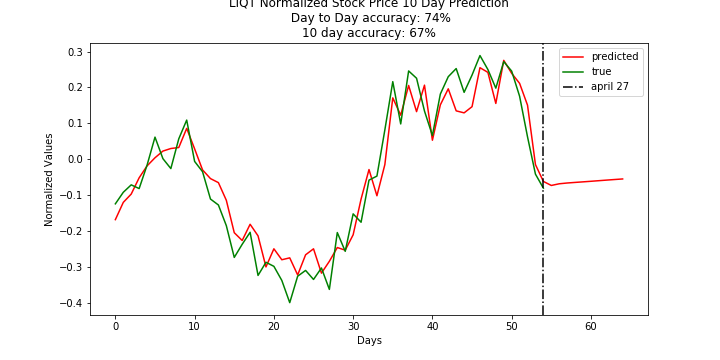 LIQT Normalized Stock Price 10 Day Prediction
Day to Day accuracy: 74%
10 day accuracy: 67%
predicted
true
april 27
Normalized Values
0.3
0.2
0.1
0.0
−0.1
−0.2
−0.3
−0.4
0 10 20 30 40 50 60
Days